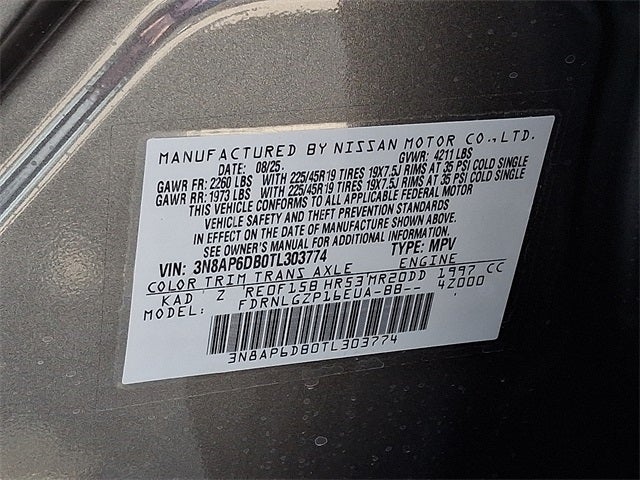 MANUFACTURED BY NISSAN MOTOR CO.,LTD.
DATE: 08/25 GVWR: 4211 LBS
GAWR FR: 2260 LBS WITH 225/45R19 TIRES 19X7.5J RIMS AT 35 PSI COLD SINGLE
GAWR RR: 1973 LBS WITH 225/45R19 TIRES 19X7.5J RIMS AT 35 PSI COLD SINGLE
THIS VEHICLE CONFORMS TO ALL APPLICABLE FEDERAL MOTOR
VEHICLE SAFETY AND THEFT PREVENTION STANDARDS
IN EFFECT ON THE DATE OF MANUFACTURE SHOWN ABOVE.
SEE OWNER'S MANUAL FOR ADDITIONAL INFORMATION.
VIN: 3N8AP6DB0TL303774 TYPE: MPV
COLOR TRIM TRANS AXLE ENGINE
KAD Z RE0F15B HR53 MR20DD 1997 CC
MODEL: FDRNLGZP16EUA-BB-- 4Z000
3N8AP6DB0TL303774